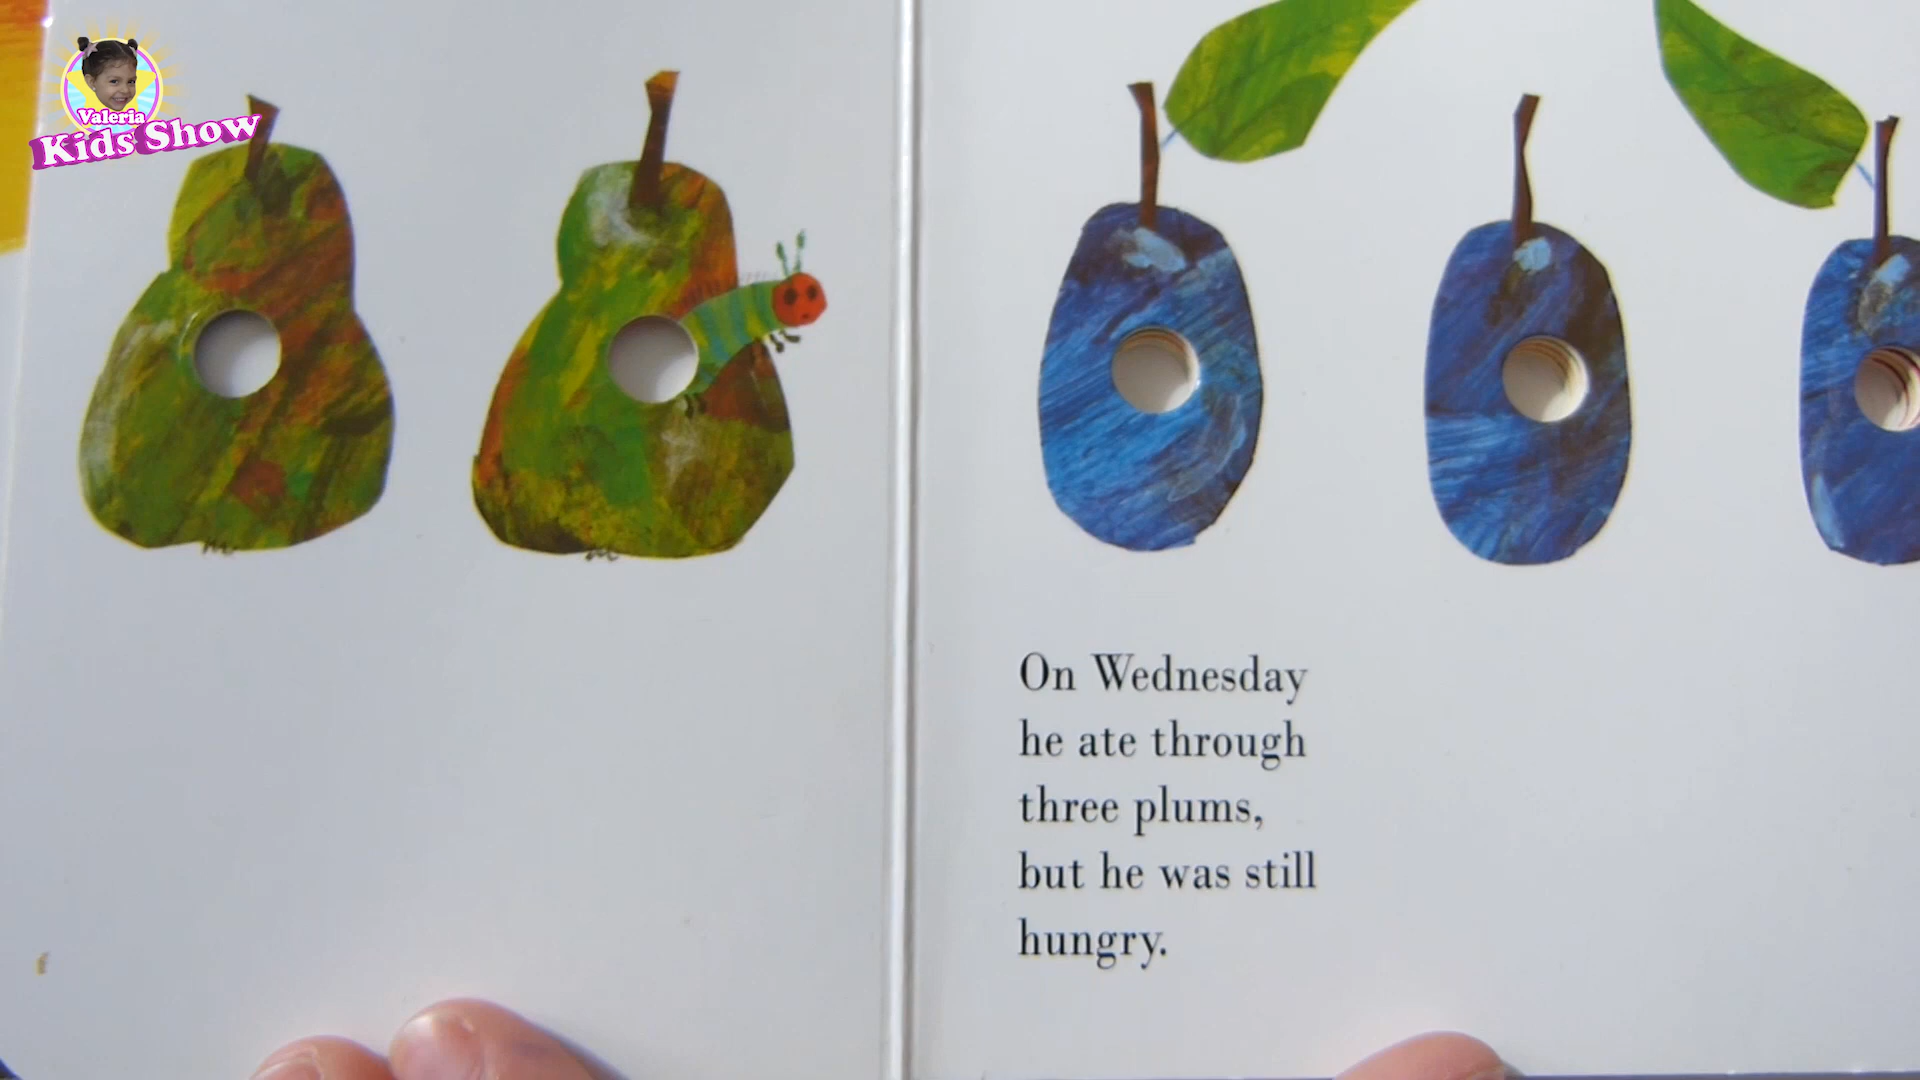 Valeria
Kids Show
On Wednesday
he ate through
three plums,
but he was still
hungry.